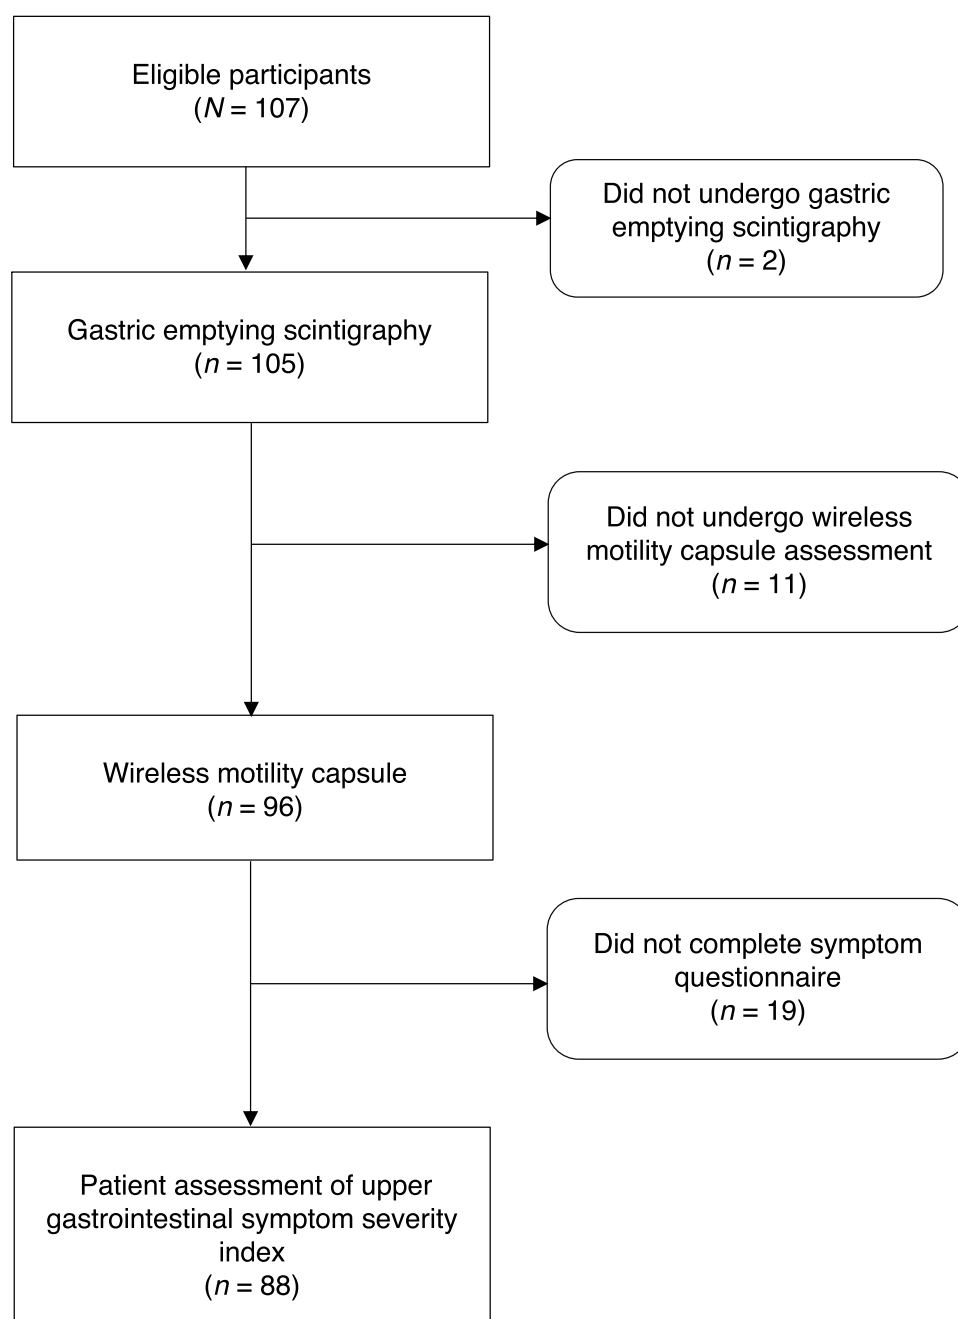 Eligible participants
(N = 107)
Did not undergo gastric
emptying scintigraphy
(n = 2)
Gastric emptying scintigraphy
(n = 105)
Did not undergo wireless
motility capsule assessment
(n = 11)
Wireless motility capsule
(n = 96)
Did not complete symptom
questionnaire
(n = 19)
Patient assessment of upper
gastrointestinal symptom severity
index
(n = 88)